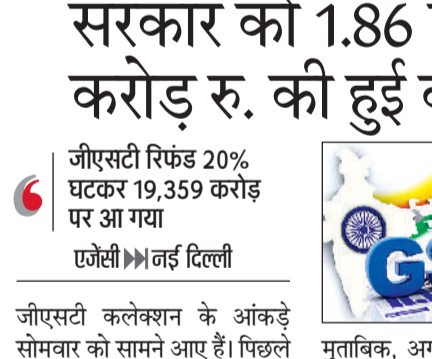 सरकार को 1.86
करोड़ रु. की हुई
जीएसटी रिफंड 20%
घटकर 19,359 करोड़
पर आ गया
एजेंसी नई दिल्ली
जीएसटी कलेक्शन के आंकड़े
सोमवार को सामने आए हैं। पिछले
मुताबिक,